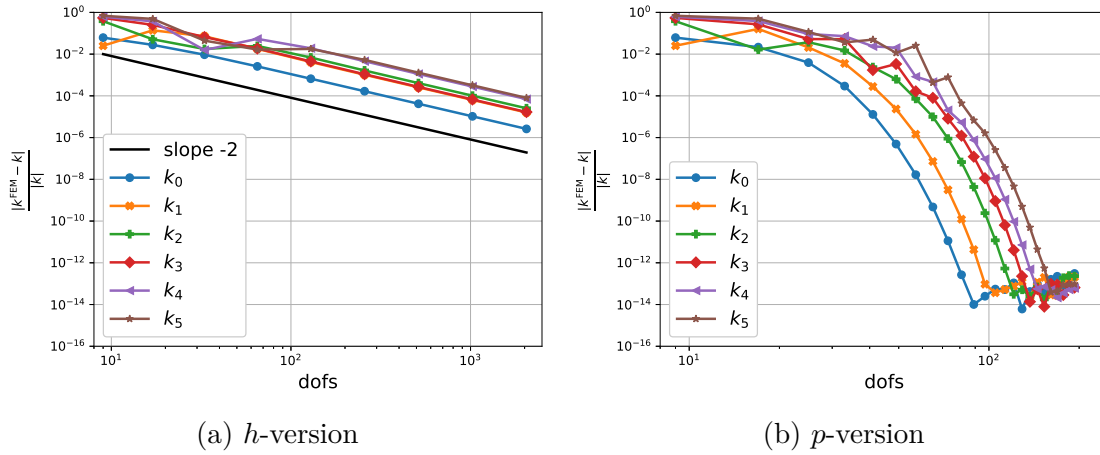 10^0
10^{-2}
10^{-4}
10^{-6}
10^{-8}
10^{-10}
10^{-12}
10^{-14}
10^{-16}
|k^{FEM} − k|
|k|
slope -2
k_0
k_1
k_2
k_3
k_4
k_5
10^1
10^2
10^3
dofs
(a) h-version
10^0
10^{-2}
10^{-4}
10^{-6}
10^{-8}
10^{-10}
10^{-12}
10^{-14}
10^{-16}
|k^{FEM} − k|
|k|
k_0
k_1
k_2
k_3
k_4
k_5
10^1
10^2
dofs
(b) p-version